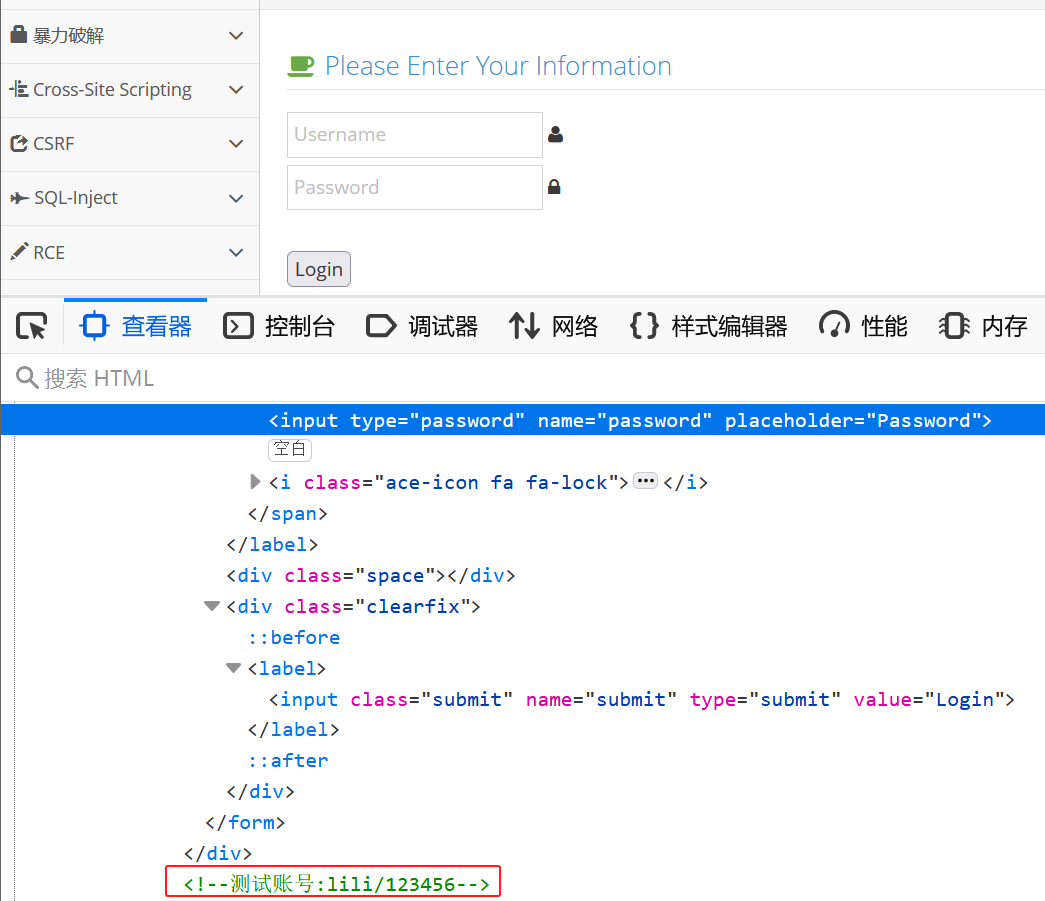 暴力破解
Cross-Site Scripting
CSRF
SQL-Inject
RCE
Please Enter Your Information
Username
Password
Login
查看器 控制台 调试器 网络 {} 样式编辑器 性能 内存
搜索 HTML
<input type="password" name="password" placeholder="Password">
空白
<i class="ace-icon fa fa-lock">···</i>
</span>
</label>
<div class="space"></div>
<div class="clearfix">
::before
<label>
<input class="submit" name="submit" type="submit" value="Login">
</label>
::after
</div>
</form>
</div>
<!--测试账号:lili/123456-->